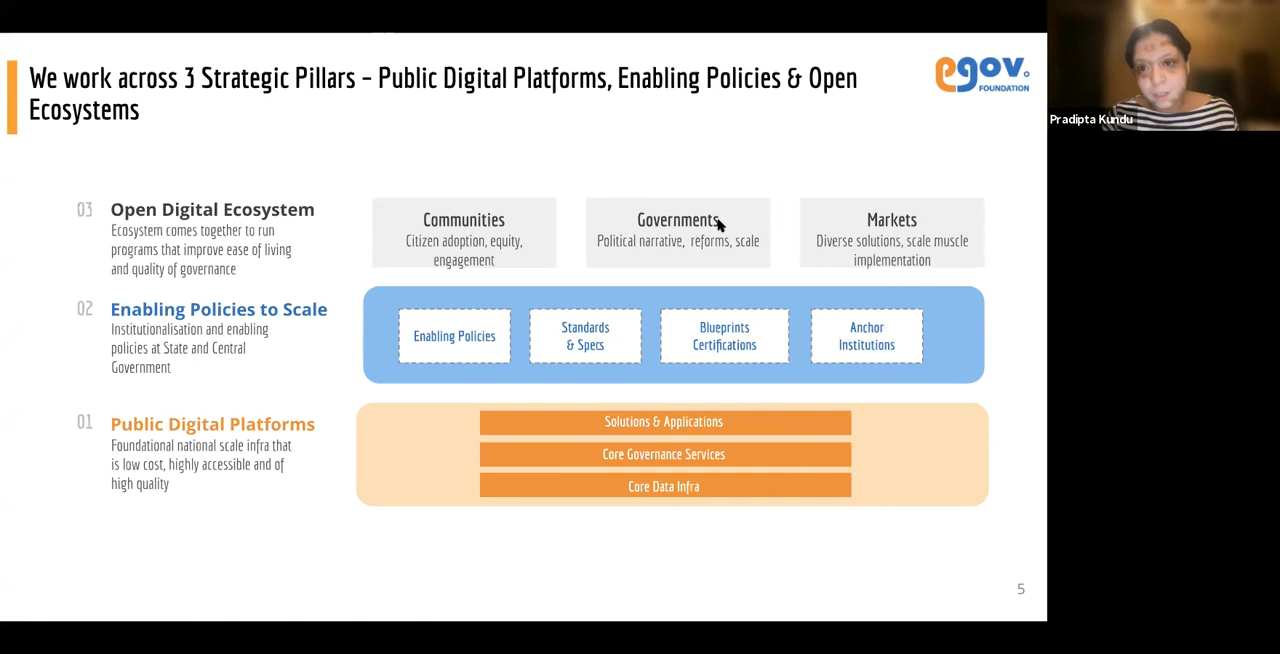 We work across 3 Strategic Pillars – Public Digital Platforms, Enabling Policies & Open
Ecosystems
egov.
FOUNDATION
Pradipta Kundu
03
Open Digital Ecosystem
Ecosystem comes together to run
programs that improve ease of living
and quality of governance
Communities
Citizen adoption, equity,
engagement
Governments
Political narrative, reforms, scale
Markets
Diverse solutions, scale muscle
implementation
02
Enabling Policies to Scale
Institutionalisation and enabling
policies at State and Central
Government
Enabling Policies
Standards
& Specs
Blueprints
Certifications
Anchor
Institutions
01
Public Digital Platforms
Foundational national scale infra that
is low cost, highly accessible and of
high quality
Solutions & Applications
Core Governance Services
Core Data Infra
5